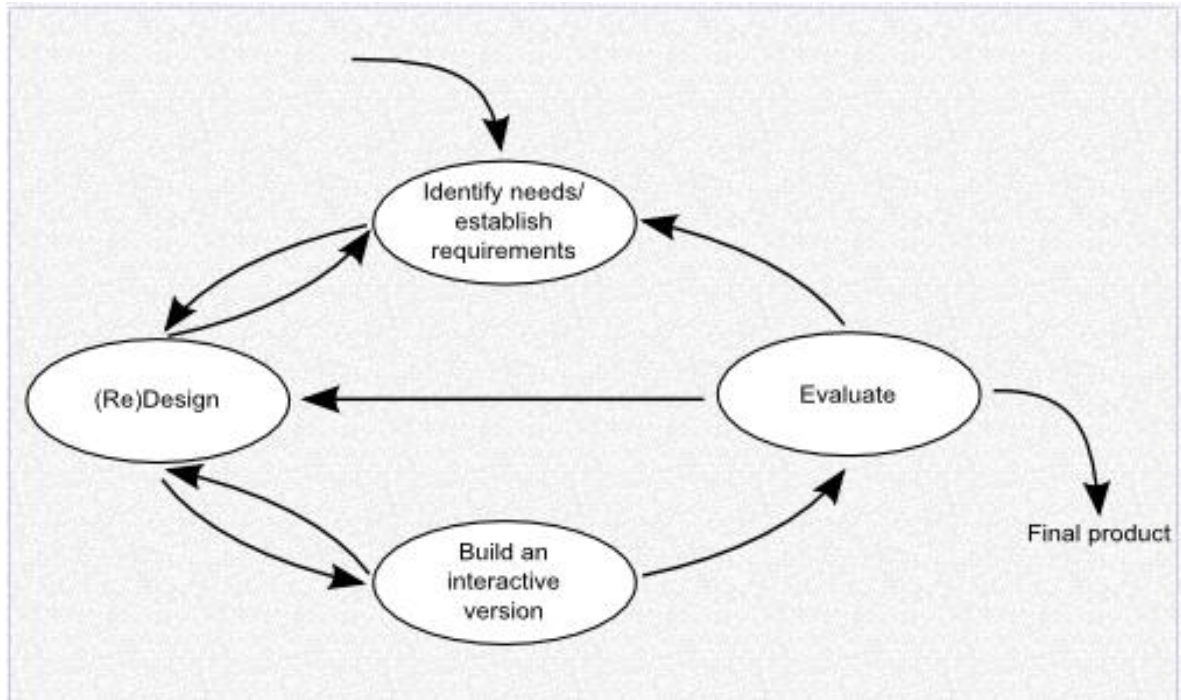 Identify needs/
establish
requirements
(Re)Design
Evaluate
Final product
Build an
interactive
version